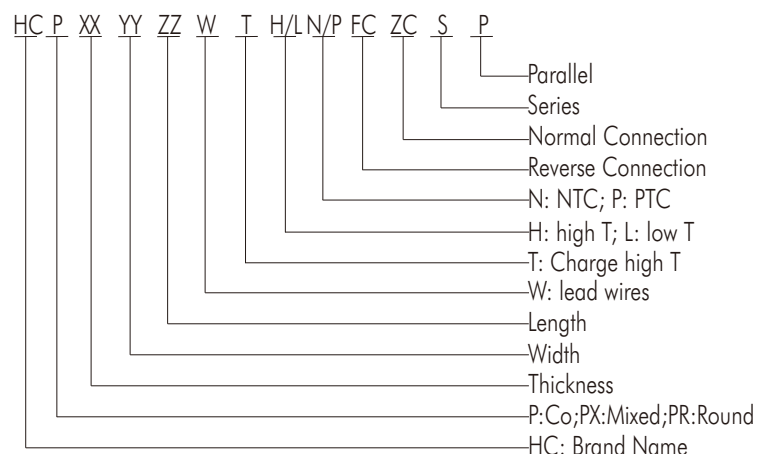 HC P XX YY ZZ W T H/L N/P FC ZC S P
Parallel
Series
Normal Connection
Reverse Connection
N: NTC; P: PTC
H: high T; L: low T
T: Charge high T
W: lead wires
Length
Width
Thickness
P:Co;PX:Mixed;PR:Round
HC: Brand Name